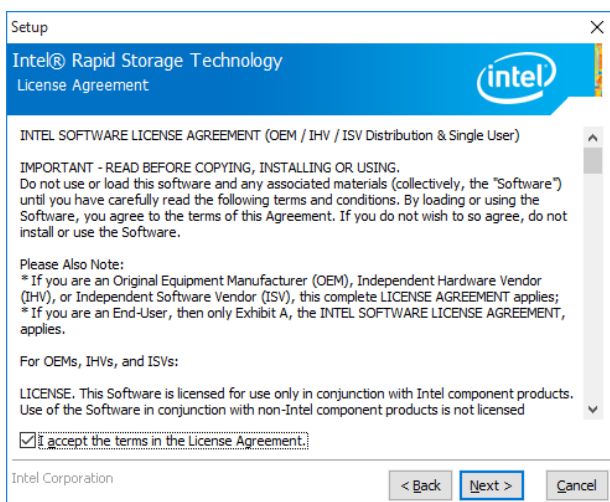 Setup
Intel® Rapid Storage Technology
License Agreement
intel
INTEL SOFTWARE LICENSE AGREEMENT (OEM / IHV / ISV Distribution & Single User)
IMPORTANT - READ BEFORE COPYING, INSTALLING OR USING.
Do not use or load this software and any associated materials (collectively, the "Software")
until you have carefully read the following terms and conditions. By loading or using the
Software, you agree to the terms of this Agreement. If you do not wish to so agree, do not
install or use the Software.
Please Also Note:
* If you are an Original Equipment Manufacturer (OEM), Independent Hardware Vendor
(IHV), or Independent Software Vendor (ISV), this complete LICENSE AGREEMENT applies;
* If you are an End-User, then only Exhibit A, the INTEL SOFTWARE LICENSE AGREEMENT,
applies.
For OEMs, IHVs, and ISVs:
LICENSE. This Software is licensed for use only in conjunction with Intel component products.
Use of the Software in conjunction with non-Intel component products is not licensed
I accept the terms in the License Agreement.
Intel Corporation
< Back Next > Cancel